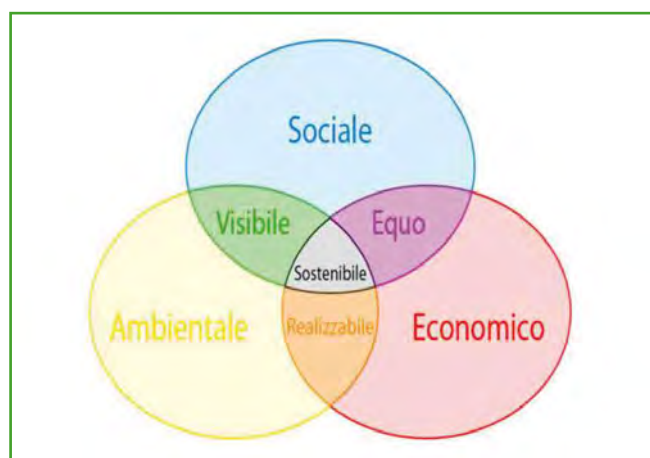 Sociale
Visibile
Equo
Sostenibile
Ambientale
Realizzabile
Economico